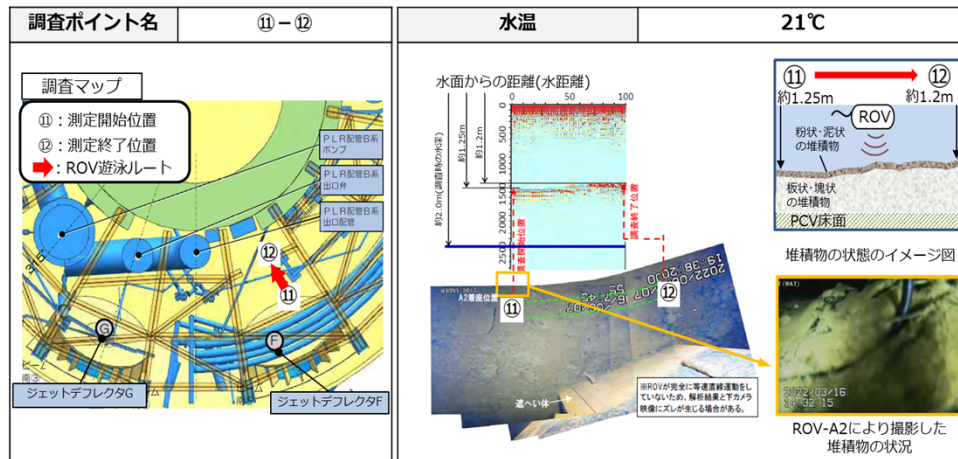 調査ポイント名
⑪－⑫
水温
21℃
調査マップ
⑪：測定開始位置
⑫：測定終了位置
：ROV遊泳ルート
ＰＬＲ配管Ｂ系
ポンプ
ＰＬＲ配管Ｂ系
出口弁
ＰＬＲ配管Ｂ系
出口配管
⑫
⑪
G
F
南③
ジェットデフレクタG
ジェットデフレクタF
水面からの距離(水距離)
0
50
100
0
500
1000
1500
2000
2500
約1.2m
約1.25m
約2.0m(調査時の水深)
測定開始位置
調査終了位置
A2着座位置
⑪
⑫
遮へい体
※ROVが完全に等速直線運動をし
ていないため、解析結果と下カメラ
映像にズレが生じる場合がある。
⑪
⑫
約1.25m
約1.2m
ROV
粉状･泥状
の堆積物
板状･塊状
の堆積物
PCV床面
堆積物の状態のイメージ図
2022/03/16
14:32 15
ROV-A2により撮影した
堆積物の状況